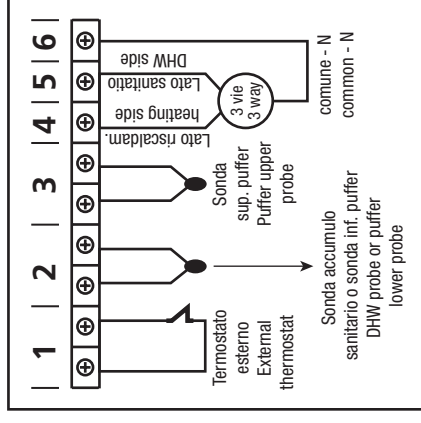 1
2
3
4
5
6
Termostato
esterno
External
thermostat
Sonda accumulo
sanitario o sonda inf. puffer
DHW probe or puffer
lower probe
Sonda
sup. puffer
Puffer upper
probe
Lato riscaldam.
heating side
Lato sanitatio
DHW side
3 vie
3 way
comune - N
common - N